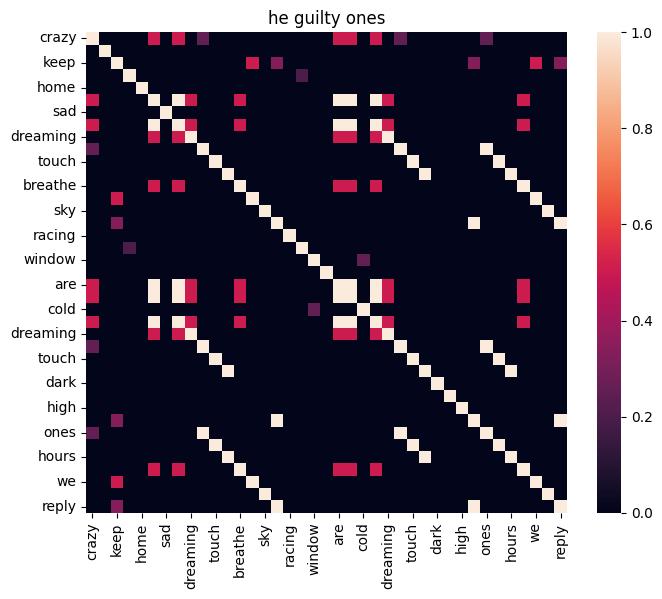 he guilty ones
crazy
keep
home
sad
dreaming
touch
breathe
sky
racing
window
are
cold
dreaming
touch
dark
high
ones
hours
we
reply
1.0
0.8
0.6
0.4
0.2
0.0
crazy
keep
home
sad
dreaming
touch
breathe
sky
racing
window
are
cold
dreaming
touch
dark
high
ones
hours
we
reply